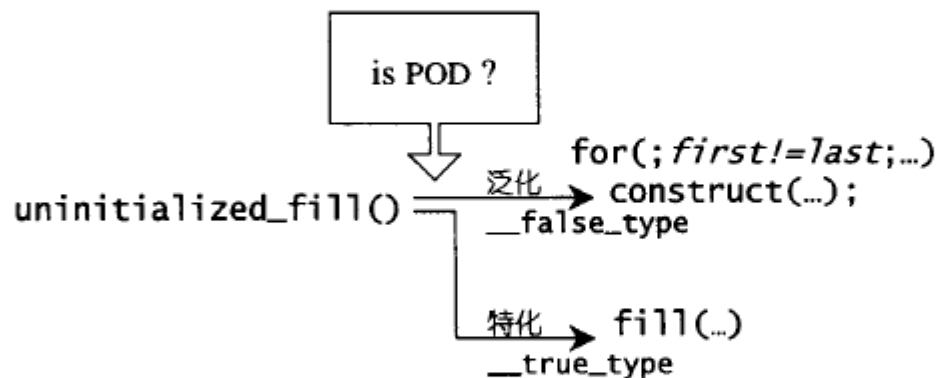 is POD ?
for(;first!=last;…)
泛化
construct(…);
uninitialized_fill()
__false_type
特化
fill(…)
__true_type